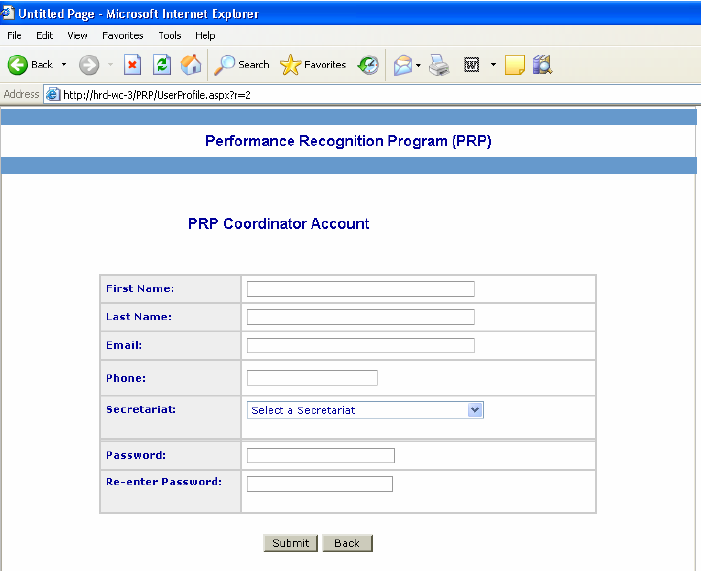 Untitled Page - Microsoft Internet Explorer
File Edit View Favorites Tools Help
Back Search Favorites W
Address http://hrd-wc-3/PRP/UserProfile.aspx?r=2
Performance Recognition Program (PRP)
PRP Coordinator Account
First Name:
Last Name:
Email:
Phone:
Secretariat: Select a Secretariat
Password:
Re-enter Password:
Submit Back